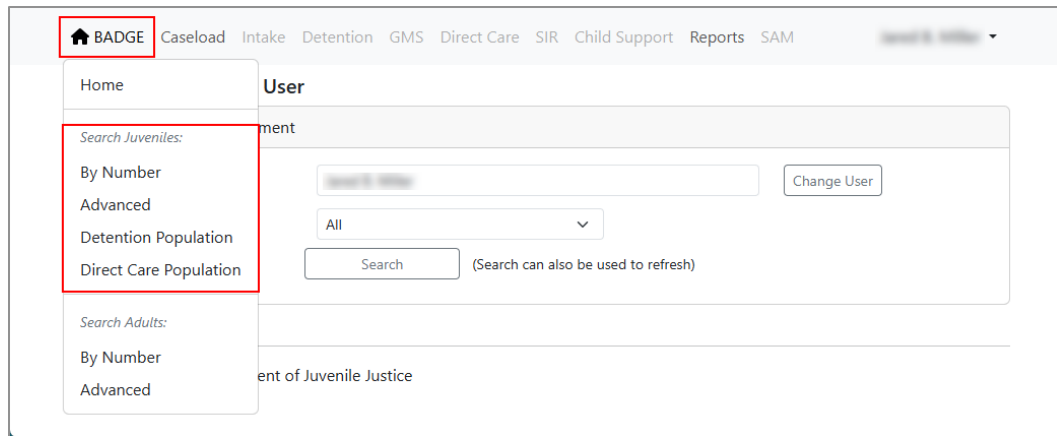 BADGE Caseload Intake Detention GMS Direct Care SIR Child Support Reports SAM
Home
User
ment
Search Juveniles:
By Number
Advanced
Detention Population
Direct Care Population
Change User
All
Search (Search can also be used to refresh)
Search Adults:
By Number
Advanced
ent of Juvenile Justice